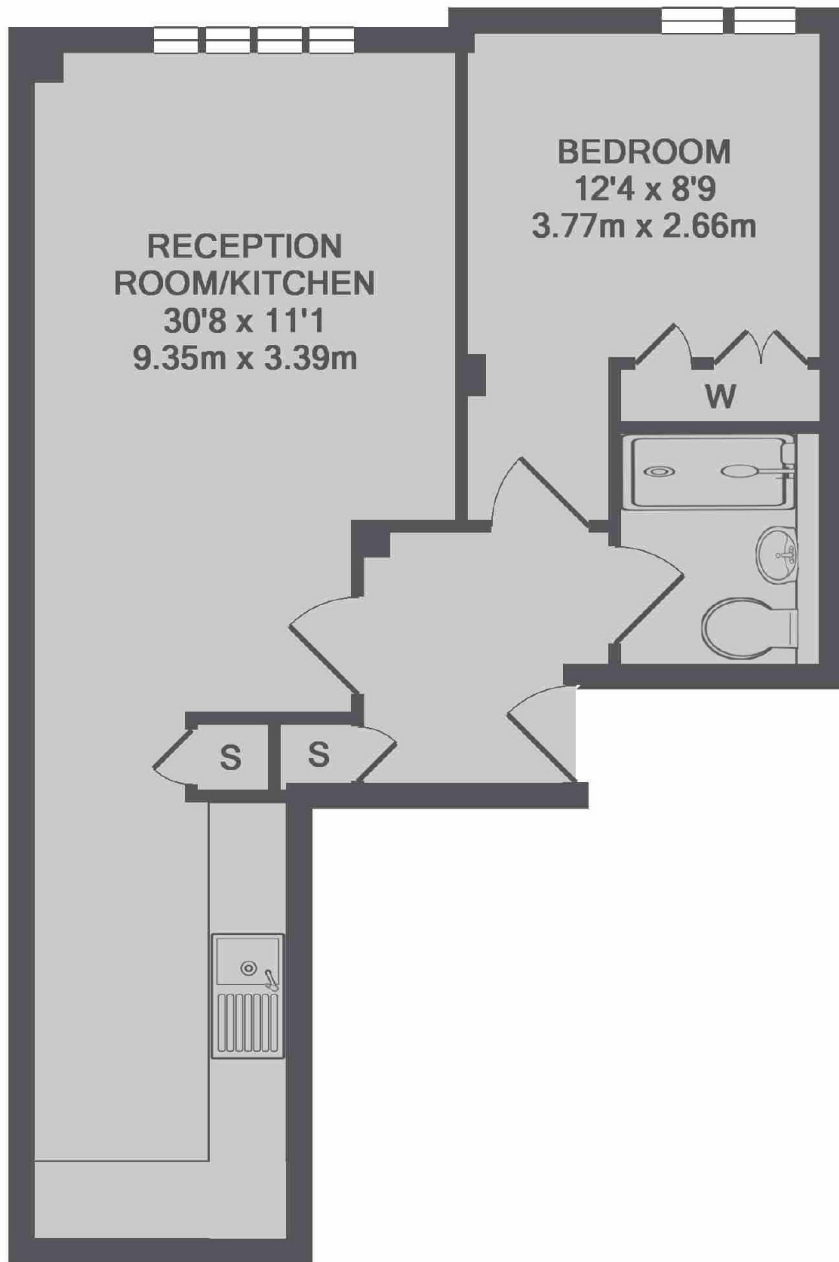 RECEPTION
ROOM/KITCHEN
30'8 x 11'1
9.35m x 3.39m
BEDROOM
12'4 x 8'9
3.77m x 2.66m
W
S
S